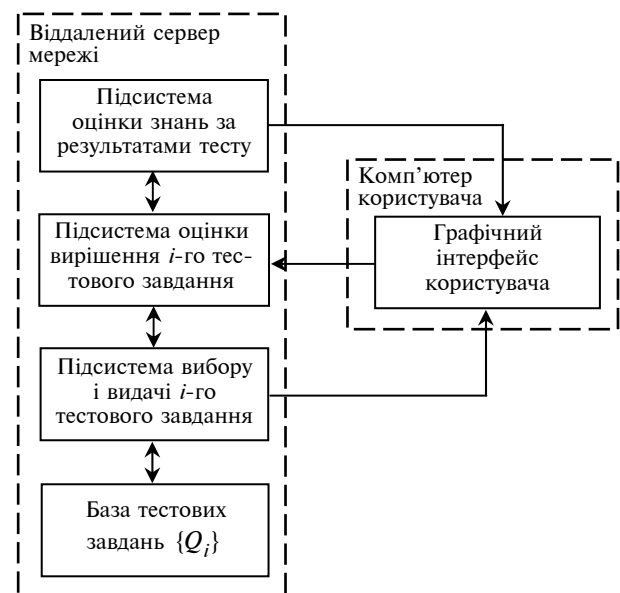 Віддалений сервер
мережі
Підсистема
оцінки знань за
результатами тесту
Комп’ютер
користувача
Підсистема оцінки
вирішення i-го тес-
тового завдання
Графічний
інтерфейс
користувача
Підсистема вибору
і видачі i-го
тестового завдання
База тестових
завдань {Qi}